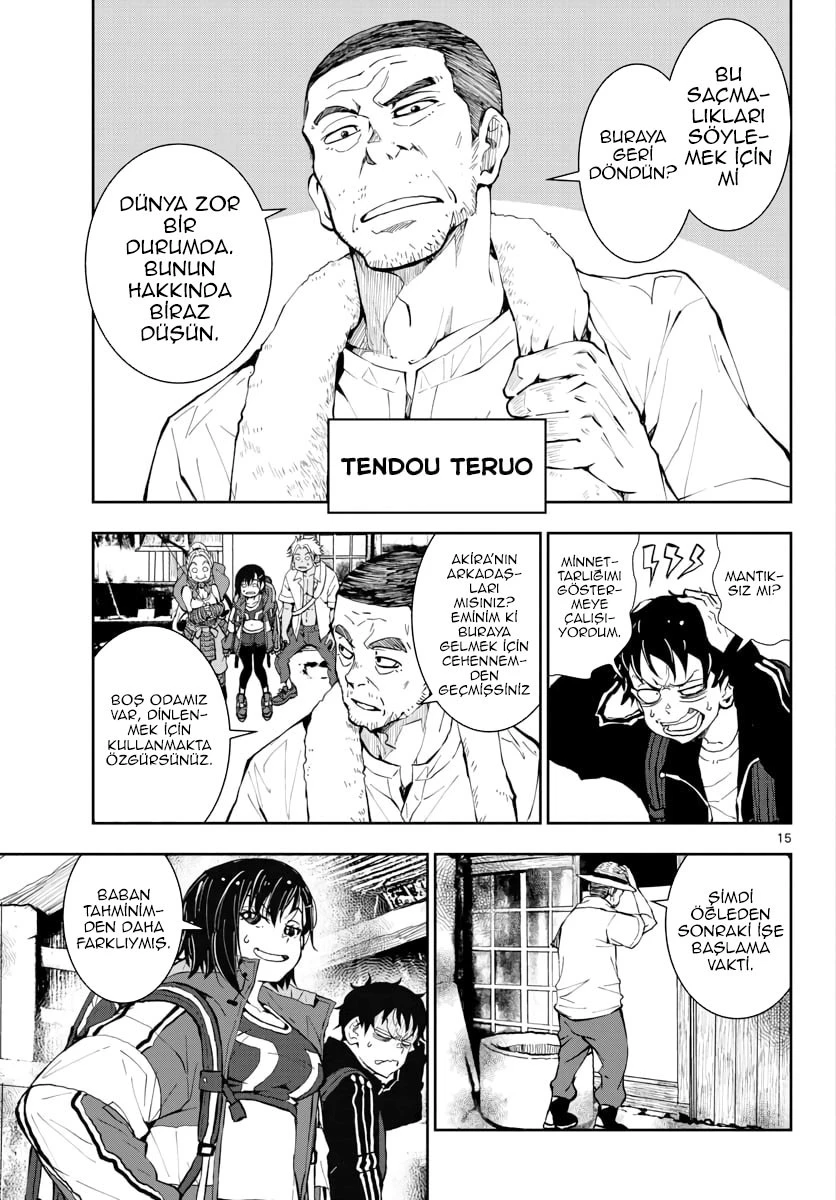 BU
SAÇMA-
LIKLARI
SÖYLE-
MEK İÇİN
Mİ
BURAYA
GERİ
DÖNDÜN?
DÜNYA ZOR
BİR
DURUMDA.
BUNUN
HAKKINDA
BİRAZ
DÜŞÜN.
TENDOU TERUO
MANTIK-
SIZ MI?
MİNNET-
TARLIĞIMI
GÖSTER-
MEYE
ÇALIŞI-
YORDUM.
AKİRA'NIN
ARKADAŞ-
LARI
MISINIZ?
EMİNİM Kİ
BURAYA
GELMEK İÇİN
CEHENNEM-
DEN
GEÇMİŞSİNİZ
BOŞ ODAMIZ
VAR, DİNLEN-
MEK İÇİN
KULLANMAKTA
ÖZGÜRSÜNÜZ.
15
ŞİMDİ
ÖĞLEDEN
SONRAKİ İŞE
BAŞLAMA
VAKTİ.
BABAN
TAHMİNİM-
DEN DAHA
FARKLIYMIŞ.